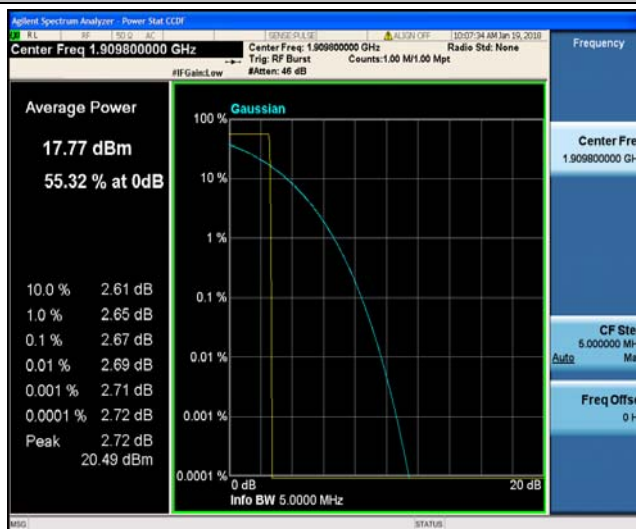 Agilent Spectrum Analyzer - Power Stat CCDF
RL RF 50 Ω AC SENSE:PULSE ALIGN OFF 10:07:34 AM Jan 19, 2018
Center Freq 1.909800000 GHz
Center Freq: 1.909800000 GHz
Radio Std: None
Trig: RF Burst
Counts:1.00 M/1.00 Mpt
#IFGain:Low
#Atten: 46 dB
Frequency
Average Power
17.77 dBm
55.32 % at 0dB
10.0 % 2.61 dB
1.0 % 2.65 dB
0.1 % 2.67 dB
0.01 % 2.69 dB
0.001 % 2.71 dB
0.0001 % 2.72 dB
Peak 2.72 dB
20.49 dBm
Gaussian
100 %
10 %
1 %
0.1 %
0.01 %
0.001 %
0.0001 %
0 dB
20 dB
Info BW 5.0000 MHz
Center Fre
1.909800000 GH
CF Ste
5.000000 MH
Auto Ma
Freq Offse
0 H
MSG
STATUS